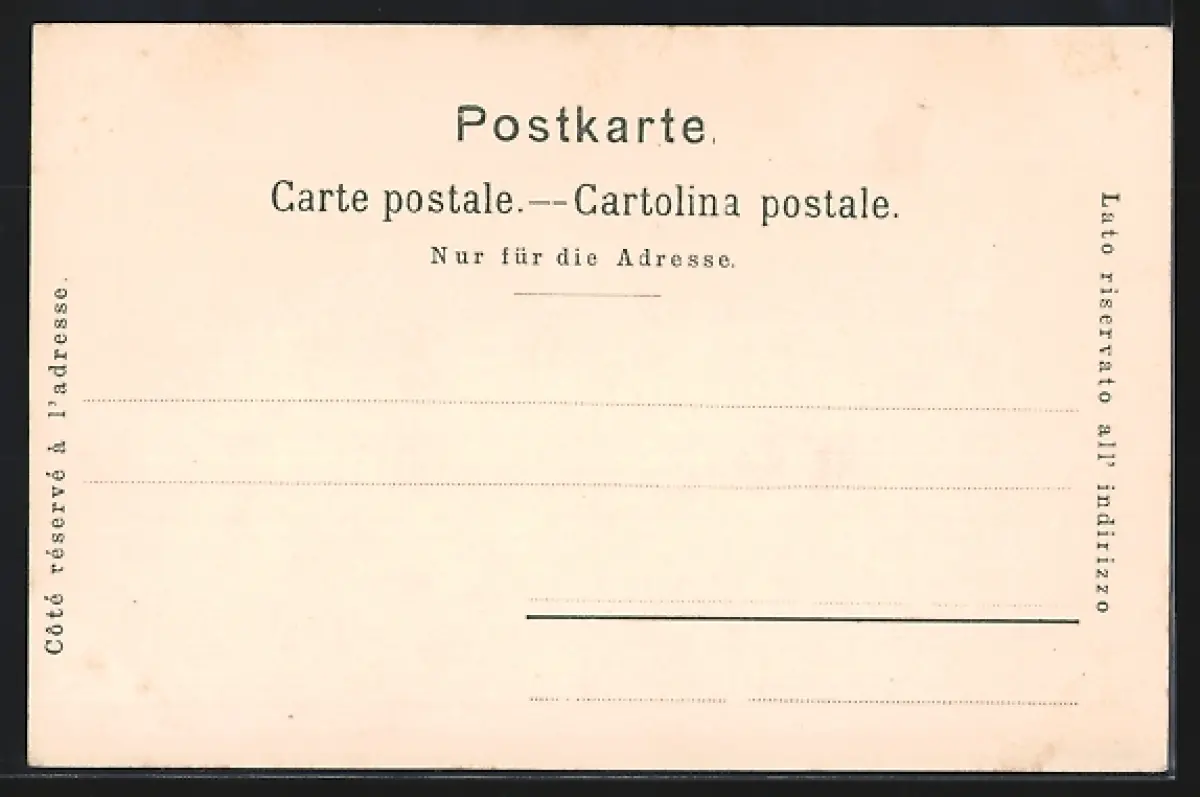 Postkarte.
Carte postale.—Cartolina postale.
Nur für die Adresse.
Côté réservé à l'adresse.
Lato riservato all' indirizzo